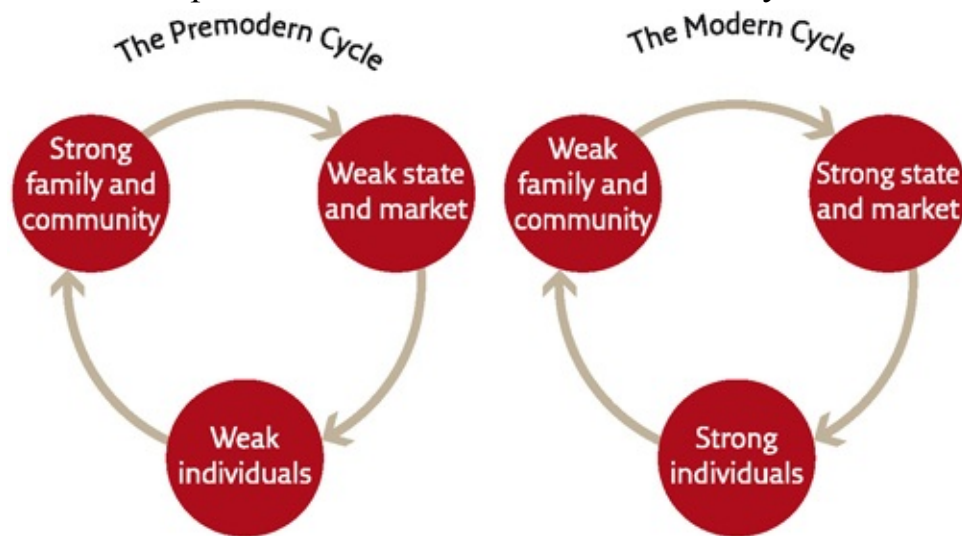 The Premodern Cycle
Strong
family and
community
Weak state
and market
Weak
individuals
The Modern Cycle
Weak
family and
community
Strong state
and market
Strong
individuals